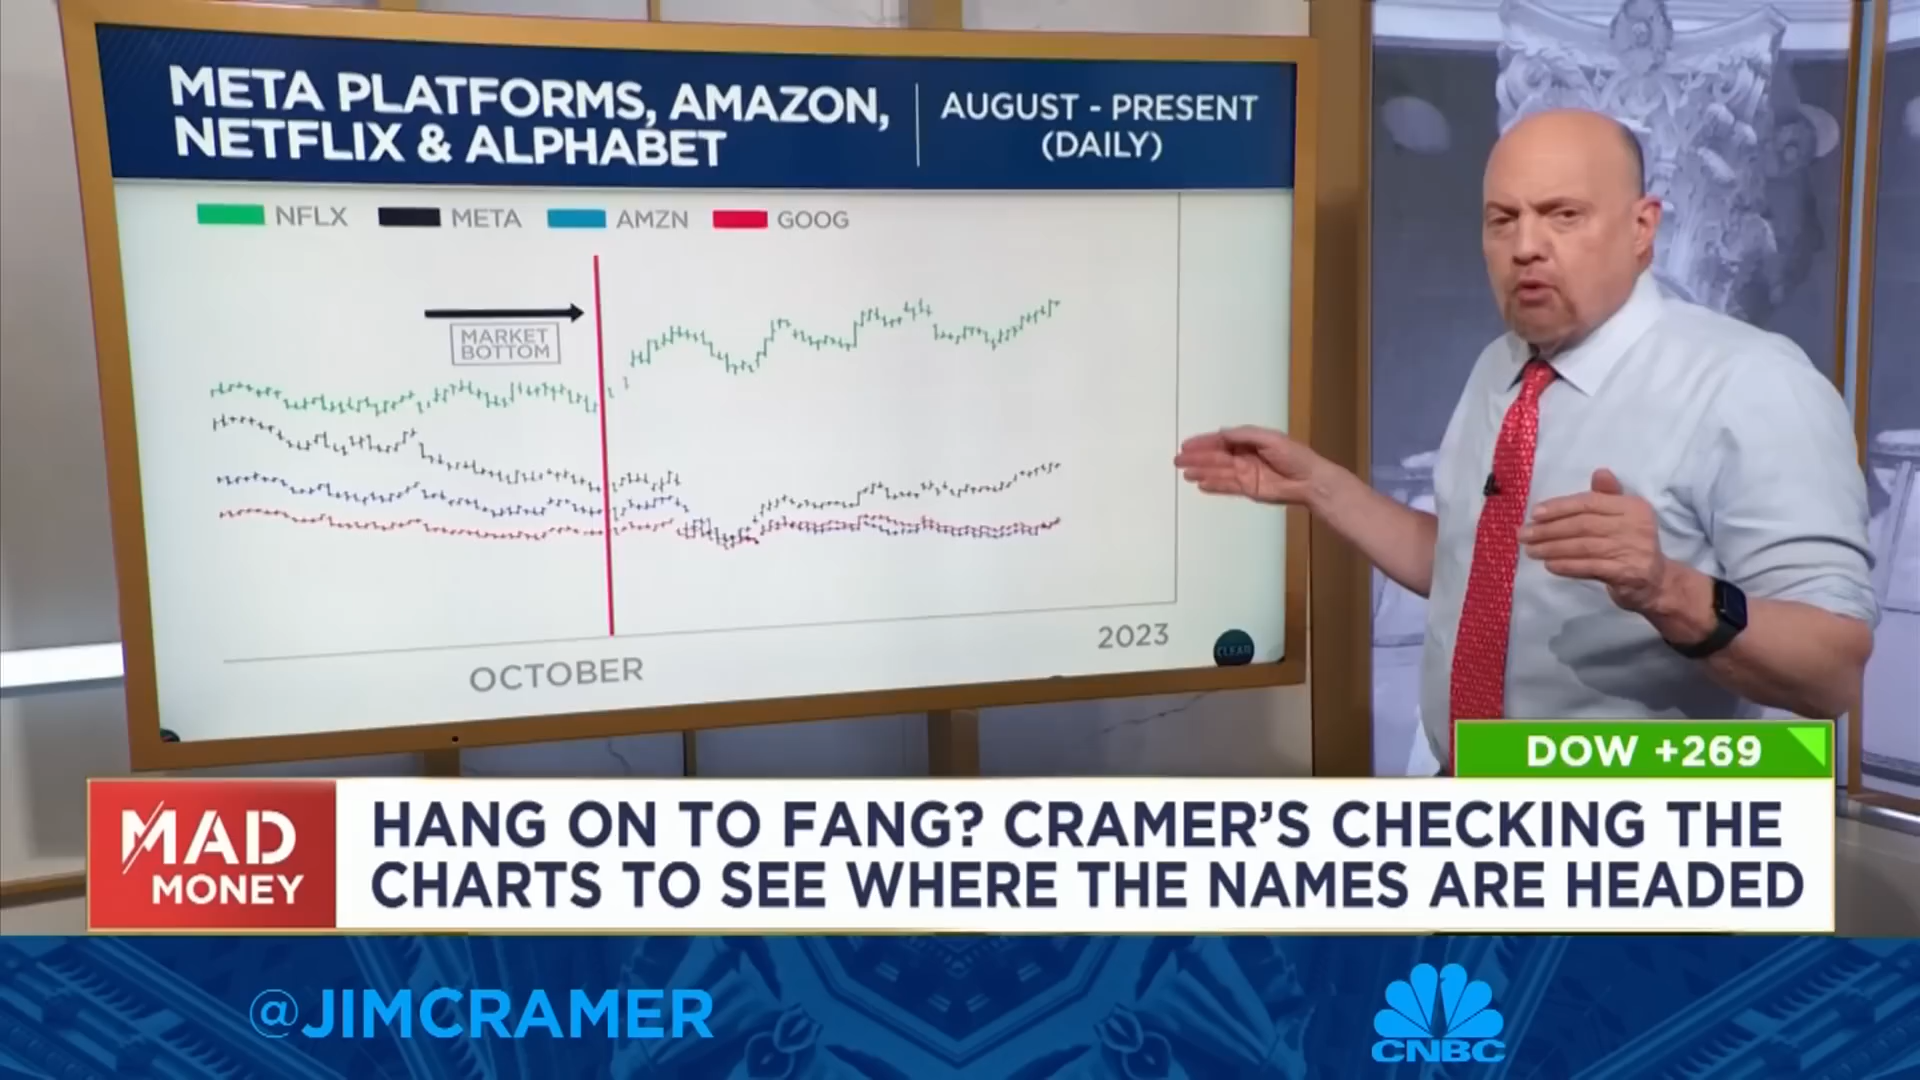 META PLATFORMS, AMAZON,
NETFLIX & ALPHABET
AUGUST - PRESENT
(DAILY)
NFLX
META
AMZN
GOOG
MARKET
BOTTOM
OCTOBER
2023
CLEAR
DOW +269
MAD
MONEY
HANG ON TO FANG? CRAMER'S CHECKING THE
CHARTS TO SEE WHERE THE NAMES ARE HEADED
@JIMCRAMER
CNBC